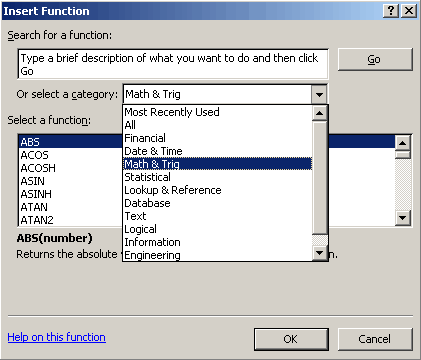 Insert Function
?
Search for a function:
Type a brief description of what you want to do and then click
Go
Go
Or select a category: Math & Trig
Most Recently Used
All
Financial
Date & Time
Math & Trig
Statistical
Lookup & Reference
Database
Text
Logical
Information
Engineering
Select a function:
ABS
ACOS
ACOSH
ASIN
ASINH
ATAN
ATAN2
ABS(number)
Returns the absolute n.
Help on this function
OK
Cancel